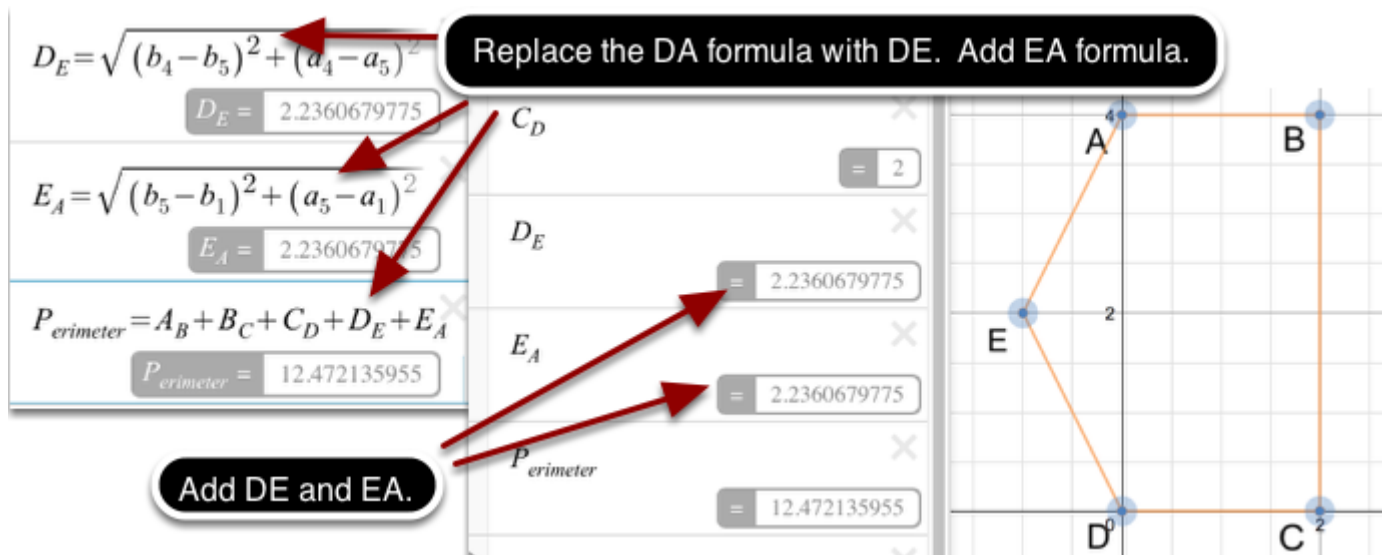 Replace the DA formula with DE. Add EA formula.
D_E=√(b_4−b_5)^2+(a_4−a_5)^2
D_E = 2.2360679775
E_A=√(b_5−b_1)^2+(a_5−a_1)^2
E_A = 2.2360679775
P_erimeter=A_B+B_C+C_D+D_E+E_A
P_erimeter = 12.472135955
Add DE and EA.
C_D
= 2
D_E
= 2.2360679775
E_A
= 2.2360679775
P_erimeter
= 12.472135955
4
A
B
2
E
0
D
C
2